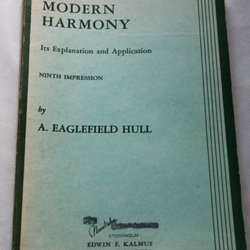 MODERN
HARMONY
Its Explanation and Application
NINTH IMPRESSION
by
A. EAGLEFIELD HULL
STOCKHOLM
EDWIN F. KALMUS